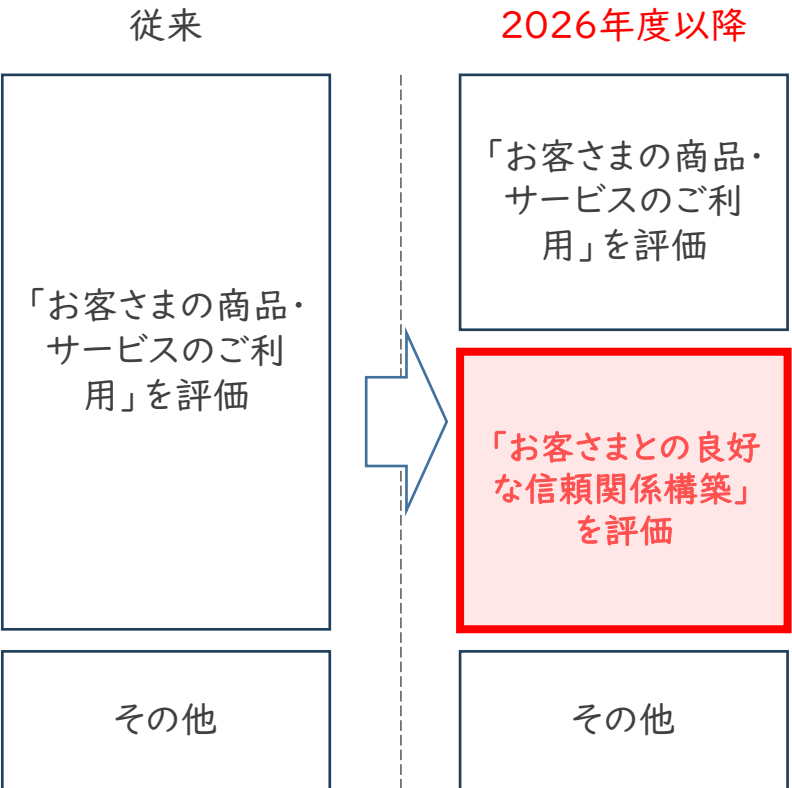 従来
「お客さまの商品・
サービスのご利
用」を評価
その他
2026年度以降
「お客さまの商品・
サービスのご利
用」を評価
「お客さまとの良好
な信頼関係構築」
を評価
その他